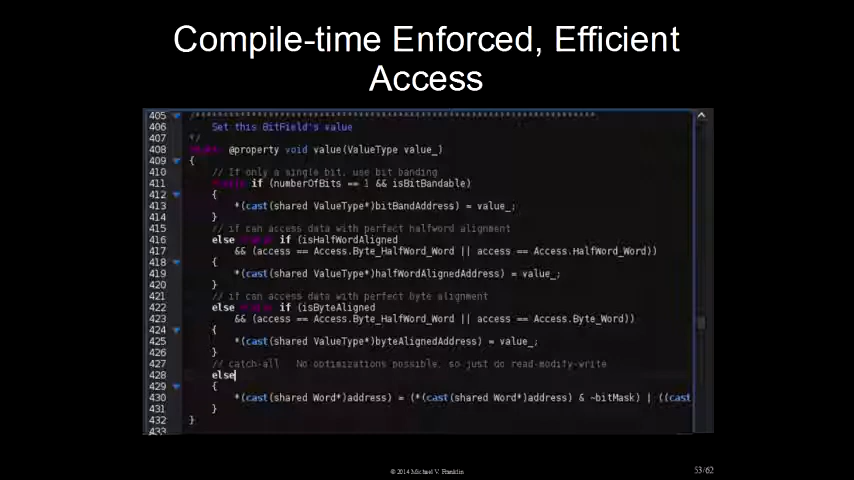 Compile-time Enforced, Efficient
Access
405 /*****************************************************************
406 Set this BitField's value
407 */
408 static @property void value(ValueType value_)
409 {
410 // If only a single bit, use bit banding
411 static if (numberOfBits == 1 && isBitBandable)
412 {
413 *(cast(shared ValueType*)bitBandAddress) = value_;
414 }
415 // if can access data with perfect halfword alignment
416 else static if (isHalfWordAligned
417 && (access == Access.Byte_HalfWord_Word || access == Access.HalfWord_Word))
418 {
419 *(cast(shared ValueType*)halfWordAlignedAddress) = value_;
420 }
421 // if can access data with perfect byte alignment
422 else static if (isByteAligned
423 && (access == Access.Byte_HalfWord_Word || access == Access.Byte_Word))
424 {
425 *(cast(shared ValueType*)byteAlignedAddress) = value_;
426 }
427 // catch-all  No optimizations possible, so just do read-modify-write
428 else
429 {
430 *(cast(shared Word*)address) = (*(cast(shared Word*)address) & ~bitMask) | ((cast
431 }
432 }
433
© 2014 Michael V. Franklin
53/62